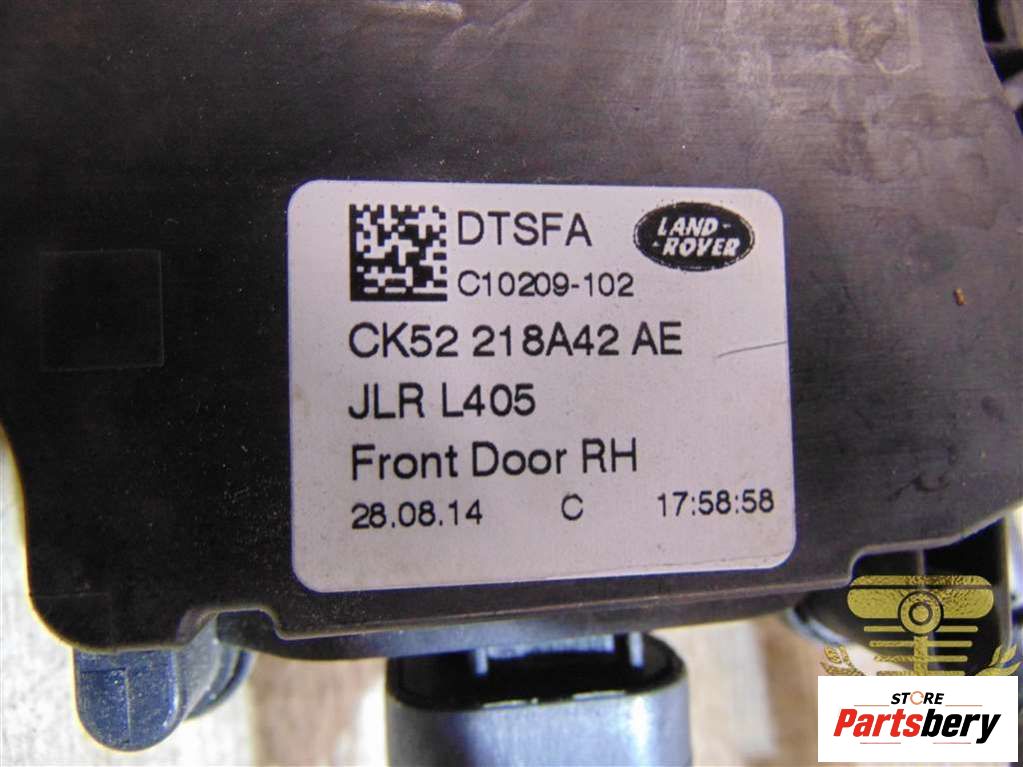 DTSFA
LAND-
-ROVER
C10209-102
CK52 218A42 AE
JLR L405
Front Door RH
28.08.14 C 17:58:58
STORE
Partsbery